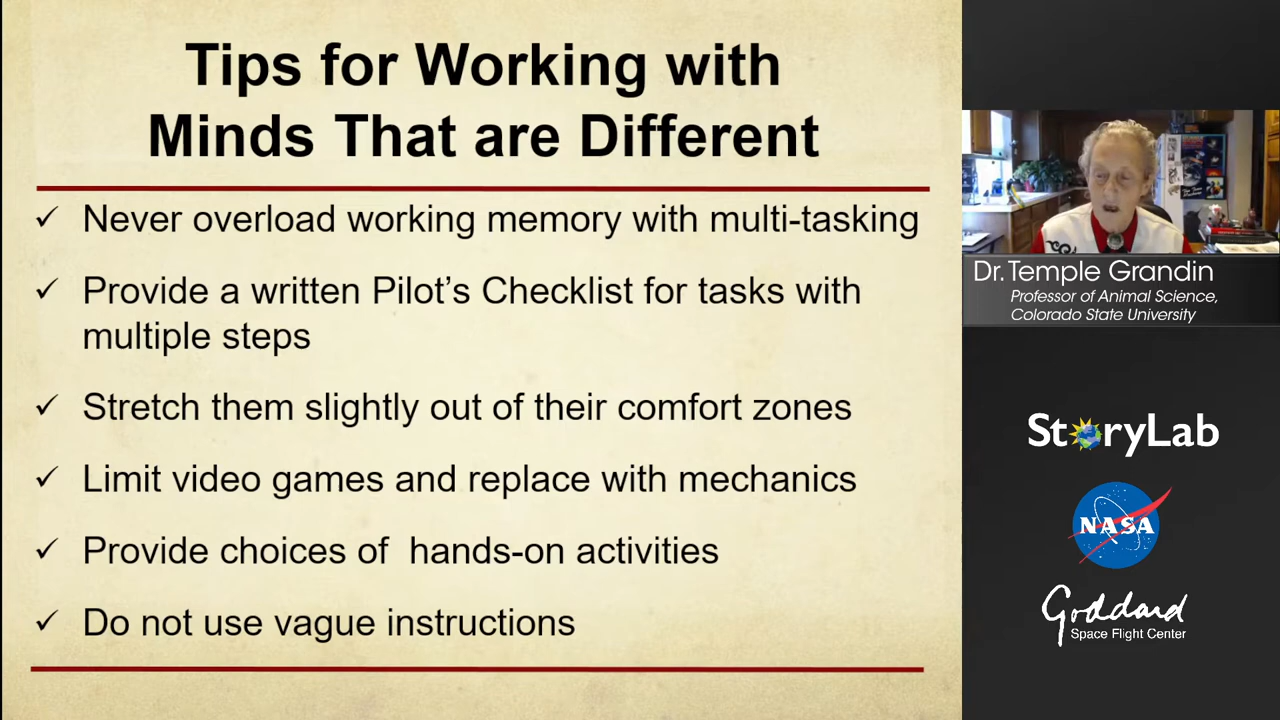 Tips for Working with
Minds That are Different
✓ Never overload working memory with multi-tasking
✓ Provide a written Pilot's Checklist for tasks with
multiple steps
✓ Stretch them slightly out of their comfort zones
✓ Limit video games and replace with mechanics
✓ Provide choices of  hands-on activities
✓ Do not use vague instructions
Dr. Temple Grandin
Professor of Animal Science,
Colorado State University
StoryLab
NASA
Goddard
Space Flight Center